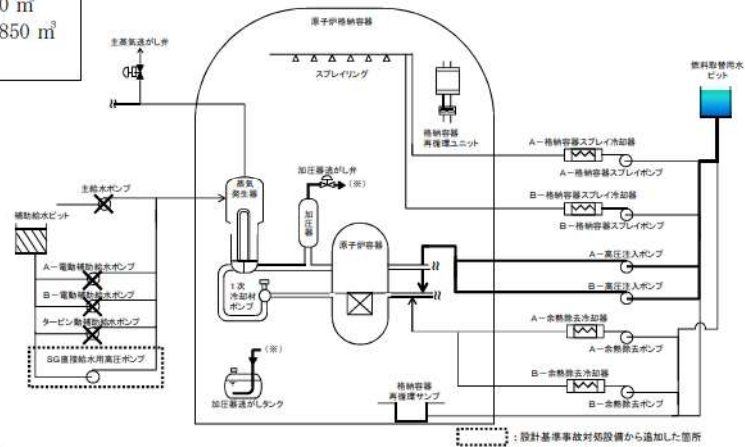 0 m³
850 m³
原子炉格納容器
主蒸気逃がし弁
スプレイリング
格納容器
再循環ユニット
燃料取替用水
ピット
A－格納容器スプレイ冷却器
A－格納容器スプレイポンプ
主給水ポンプ
蒸気
発生器
加圧器逃がし弁
(※)
加圧器
B－格納容器スプレイ冷却器
B－格納容器スプレイポンプ
補助給水ピット
原子炉容器
A－高圧注入ポンプ
A－電動補助給水ポンプ
1次
冷却材
ポンプ
B－高圧注入ポンプ
B－電動補助給水ポンプ
A－余熱除去冷却器
タービン動補助給水ポンプ
A－余熱除去ポンプ
SG直接給水用高圧ポンプ
(※)
B－余熱除去冷却器
加圧器逃がしタンク
格納容器
再循環サンプ
B－余熱除去ポンプ
：設計基準事故対処設備から追加した箇所